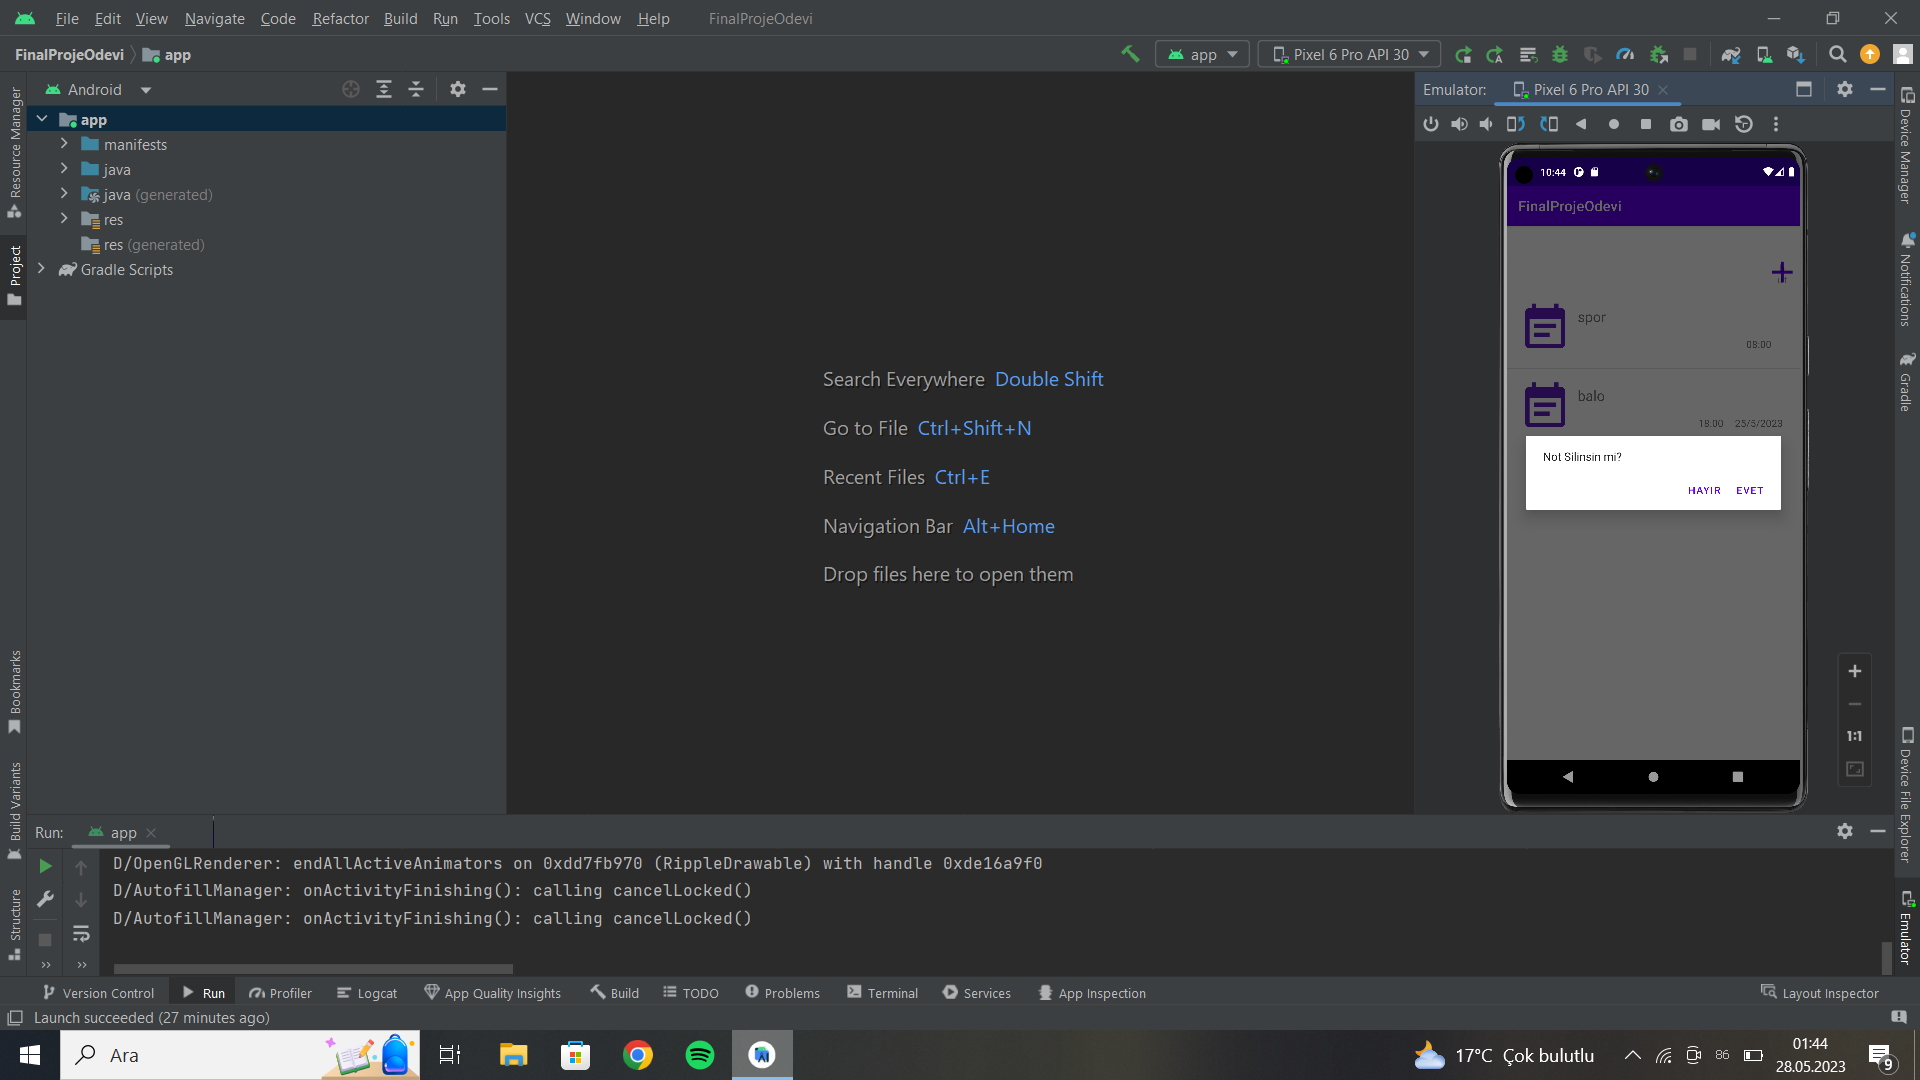 File Edit View Navigate Code Refactor Build Run Tools VCS Window Help FinalProjeOdevi
FinalProjeOdevi app
app Pixel 6 Pro API 30
Resource Manager
Project
Bookmarks
Build Variants
Structure
Android
app
manifests
java
java (generated)
res
res (generated)
Gradle Scripts
Search Everywhere Double Shift
Go to File Ctrl+Shift+N
Recent Files Ctrl+E
Navigation Bar Alt+Home
Drop files here to open them
Emulator: Pixel 6 Pro API 30
10:44
FinalProjeOdevi
spor
08:00
balo
18:00 25/5/2023
Not Silinsin mi?
HAYIR EVET
1:1
Device Manager
Notifications
Gradle
Device File Explorer
Emulator
Run: app
D/OpenGLRenderer: endAllActiveAnimators on 0xdd7fb970 (RippleDrawable) with handle 0xde16a9f0
D/AutofillManager: onActivityFinishing(): calling cancelLocked()
D/AutofillManager: onActivityFinishing(): calling cancelLocked()
Version Control Run Profiler Logcat App Quality Insights Build TODO Problems Terminal Services App Inspection Layout Inspector
Launch succeeded (27 minutes ago)
Ara
17°C Çok bulutlu
86
01:44
28.05.2023
9